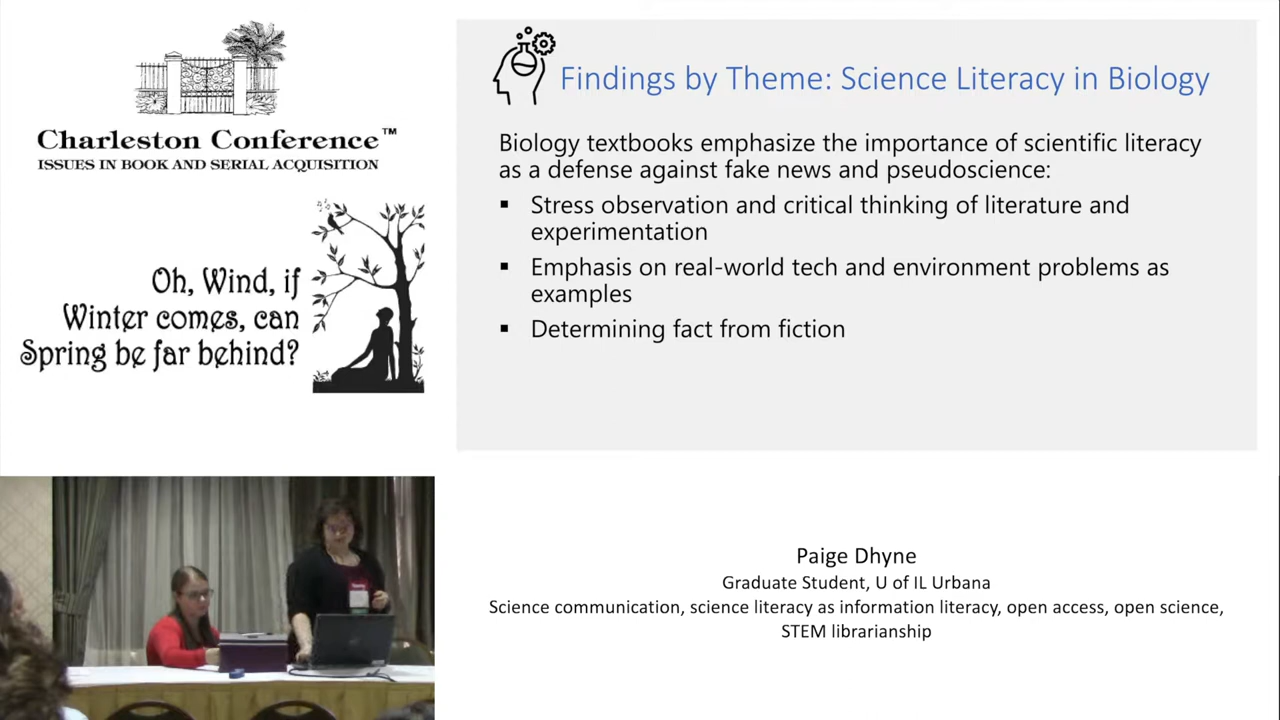 Charleston Conference™
ISSUES IN BOOK AND SERIAL ACQUISITION
Oh, Wind, if
Winter comes, can
Spring be far behind?
Findings by Theme: Science Literacy in Biology
Biology textbooks emphasize the importance of scientific literacy
as a defense against fake news and pseudoscience:
▪ Stress observation and critical thinking of literature and
experimentation
▪ Emphasis on real-world tech and environment problems as
examples
▪ Determining fact from fiction
Paige Dhyne
Graduate Student, U of IL Urbana
Science communication, science literacy as information literacy, open access, open science,
STEM librarianship